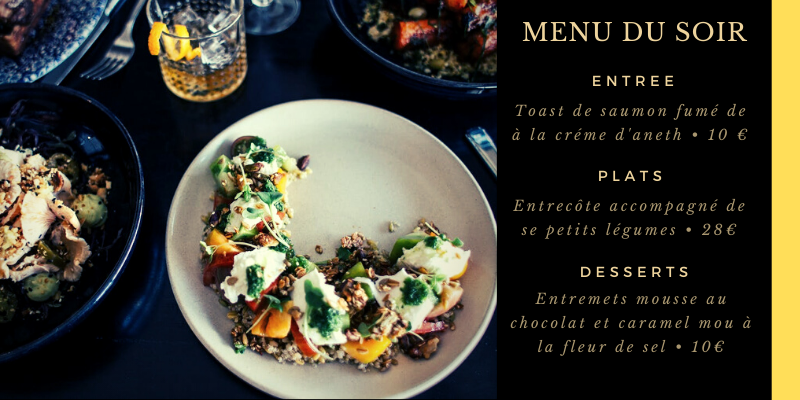 MENU DU SOIR
ENTREE
Toast de saumon fumé de
à la créme d'aneth • 10 €
PLATS
Entrecôte accompagné de
se petits légumes • 28€
DESSERTS
Entremets mousse au
chocolat et caramel mou à
la fleur de sel • 10€